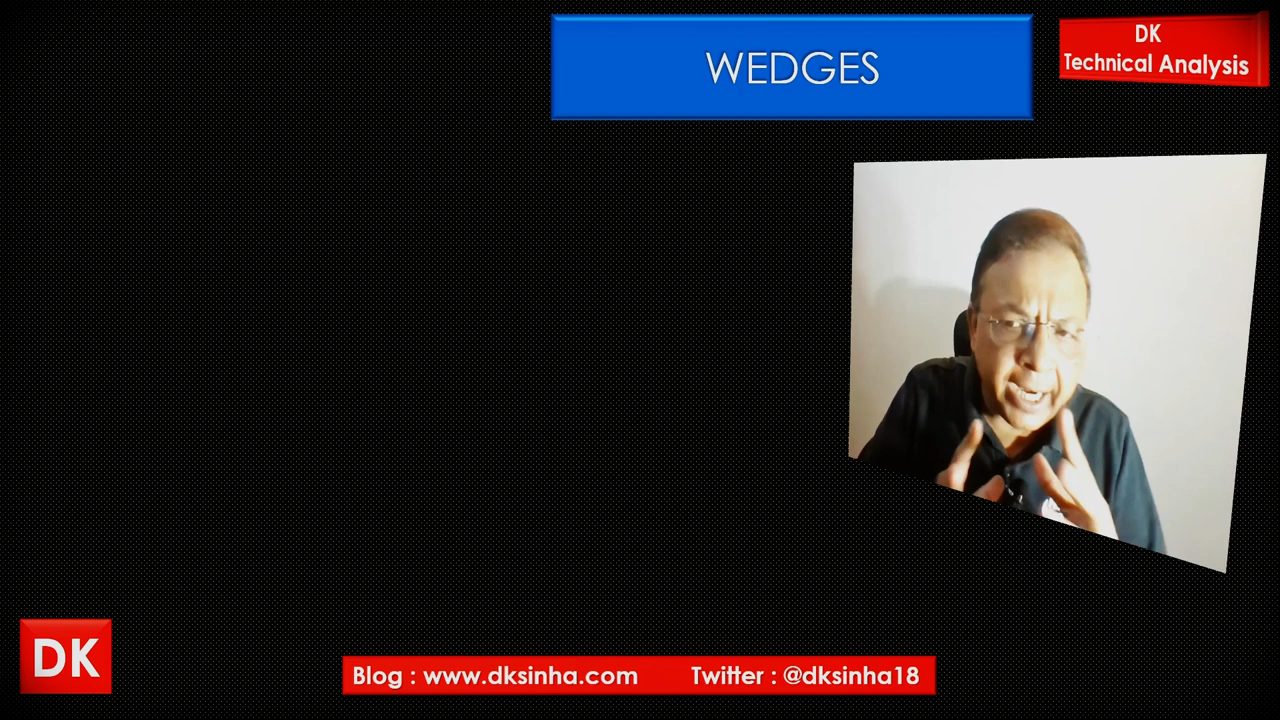 WEDGES
DK
Technical Analysis
DK
Blog : www.dksinha.com Twitter : @dksinha18